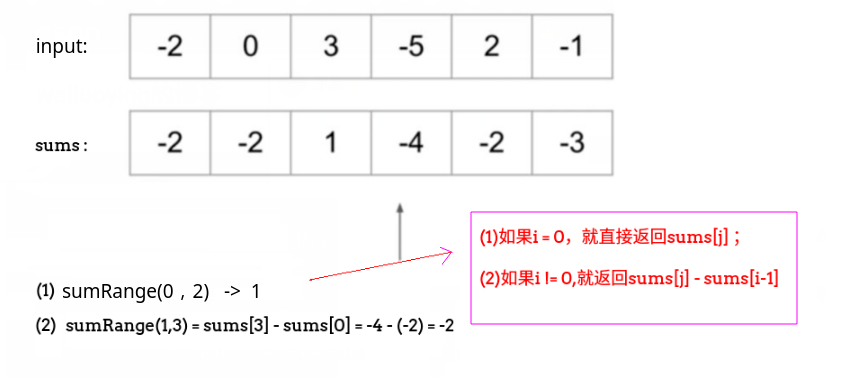 input: -2 0 3 -5 2 -1
sums: -2 -2 1 -4 -2 -3
(1)如果i = 0，就直接返回sums[j]；
(2)如果i != 0,就返回sums[j] - sums[i-1]
(1) sumRange(0 , 2) -> 1
(2) sumRange(1,3) = sums[3] - sums[0] = -4 - (-2) = -2